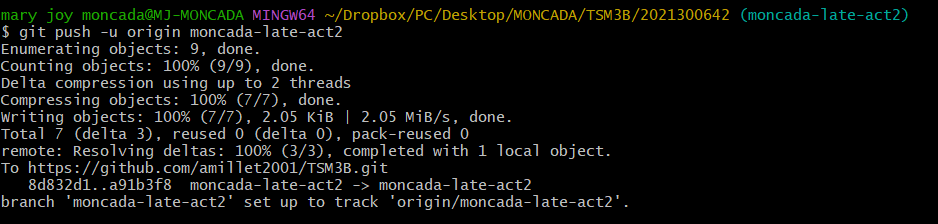 mary joy moncada@MJ-MONCADA MINGW64 ~/Dropbox/PC/Desktop/MONCADA/TSM3B/2021300642 (moncada-late-act2)
$ git push -u origin moncada-late-act2
Enumerating objects: 9, done.
Counting objects: 100% (9/9), done.
Delta compression using up to 2 threads
Compressing objects: 100% (7/7), done.
Writing objects: 100% (7/7), 2.05 KiB | 2.05 MiB/s, done.
Total 7 (delta 3), reused 0 (delta 0), pack-reused 0
remote: Resolving deltas: 100% (3/3), completed with 1 local object.
To https://github.com/amillet2001/TSM3B.git
   8d832d1..a91b3f8  moncada-late-act2 -> moncada-late-act2
branch 'moncada-late-act2' set up to track 'origin/moncada-late-act2'.